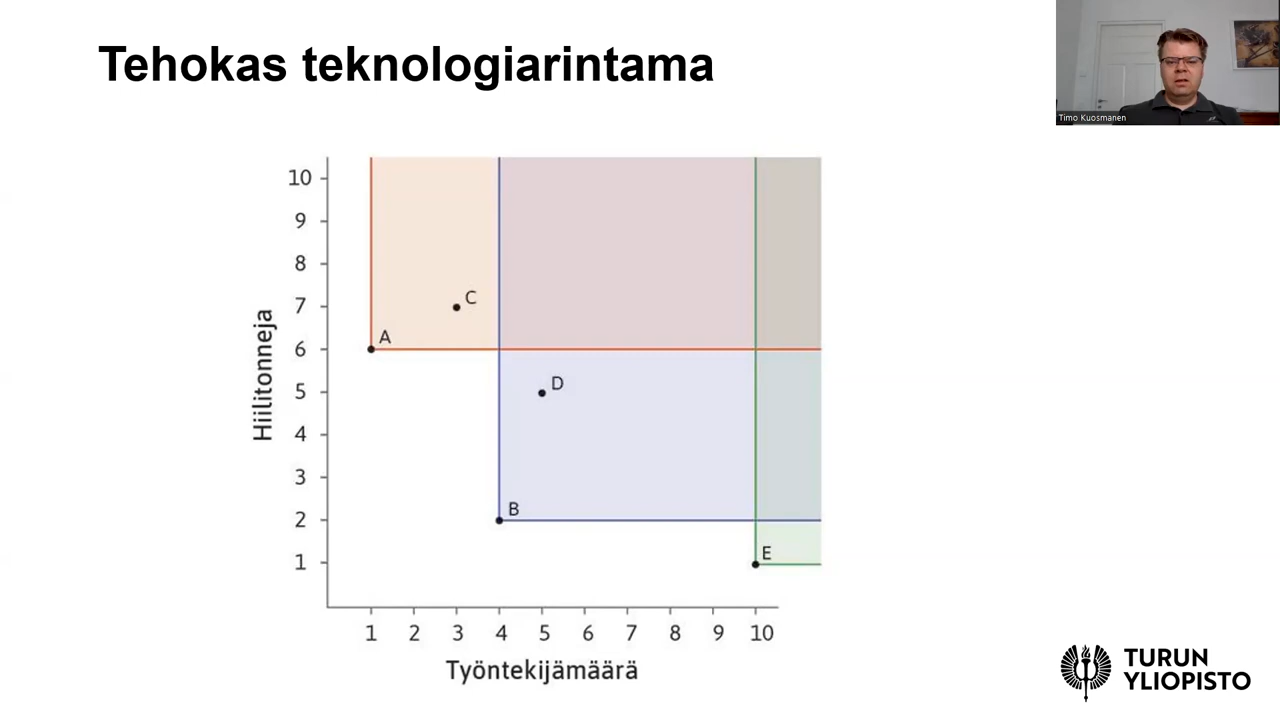 Tehokas teknologiarintama
Timo Kuosmanen
10
9
8
7
6
5
4
3
2
1
Hiilitonneja
A
C
D
B
E
1 2 3 4 5 6 7 8 9 10
Työntekijämäärä
TURUN
YLIOPISTO